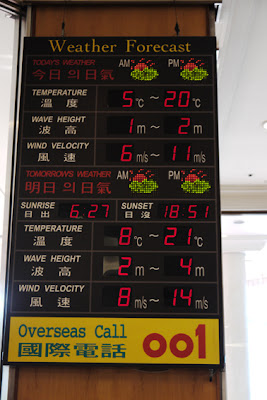 Weather Forecast
TODAY'S WEATHER AM PM
今日의日氣
TEMPERATURE
温度 5℃ ~ 20℃
WAVE HEIGHT
波高 1m ~ 2m
WIND VELOCITY
風速 6m/s ~ 11m/s
TOMORROW'S WEATHER AM PM
明日의日氣
SUNRISE SUNSET
日出 6:27 日沒 18:51
TEMPERATURE
温度 8℃ ~ 21℃
WAVE HEIGHT
波高 2m ~ 4m
WIND VELOCITY
風速 8m/s ~ 14m/s
Overseas Call
國際電話 001